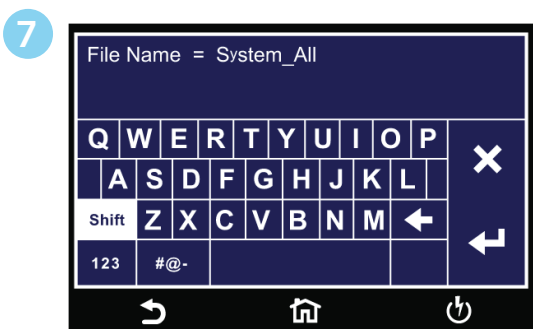 7
File Name = System_All
Q W E R T Y U I O P
A S D F G H J K L
Shift Z X C V B N M
123 #@-